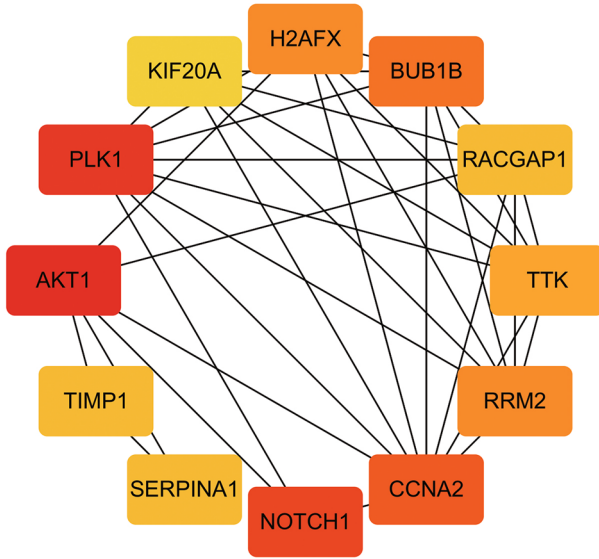 H2AFX
KIF20A
BUB1B
PLK1
RACGAP1
AKT1
TTK
TIMP1
RRM2
SERPINA1
CCNA2
NOTCH1